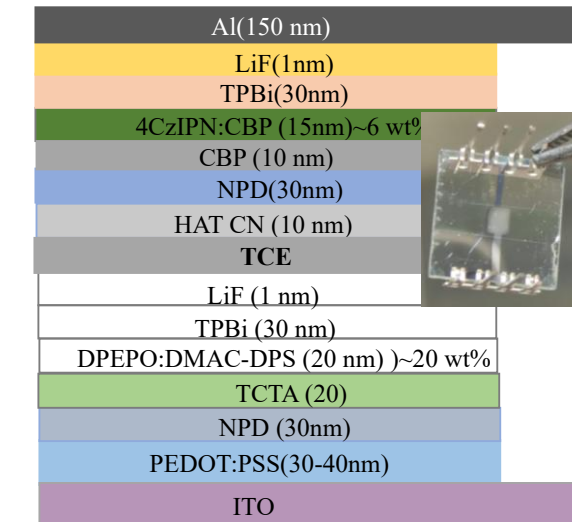 Al(150 nm)
LiF(1nm)
TPBi(30nm)
4CzIPN:CBP (15nm)~6 wt%
CBP (10 nm)
NPD(30nm)
HAT CN (10 nm)
TCE
LiF (1 nm)
TPBi (30 nm)
DPEPO:DMAC-DPS (20 nm) )~20 wt%
TCTA (20)
NPD (30nm)
PEDOT:PSS(30-40nm)
ITO